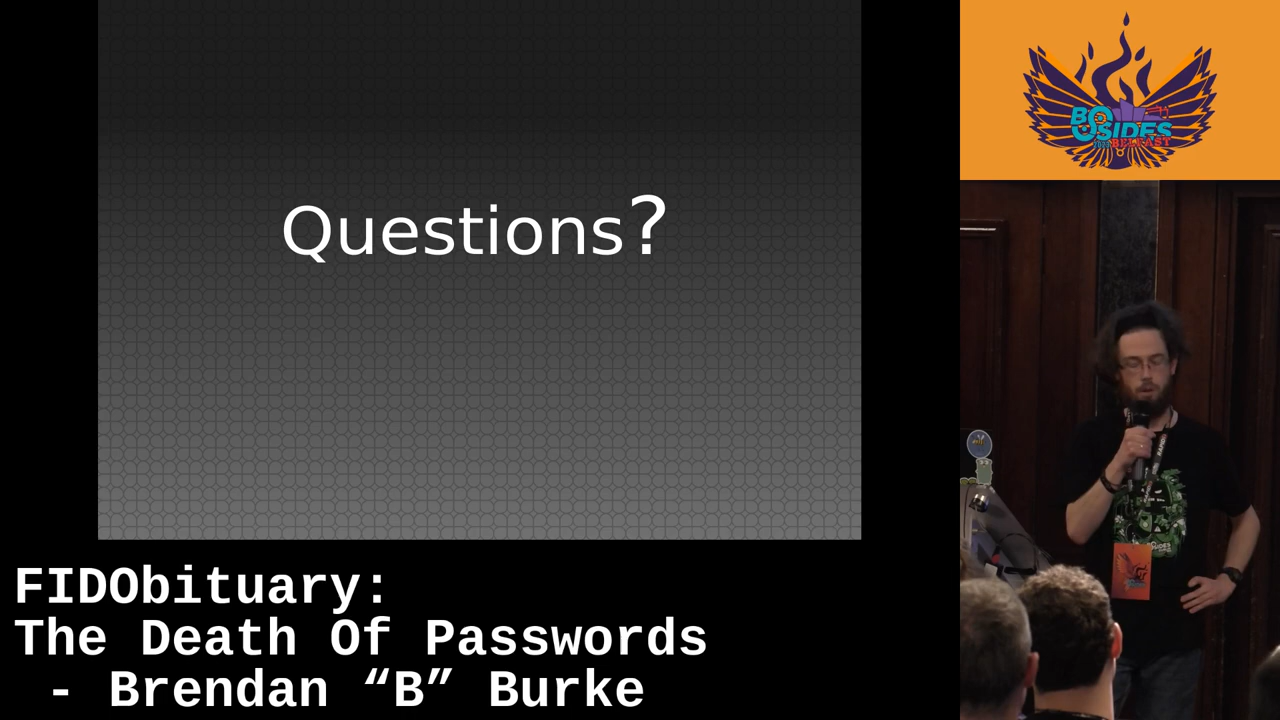 Questions?
BSIDES
BELFAST
FIDObituary:
The Death Of Passwords
- Brendan “B” Burke